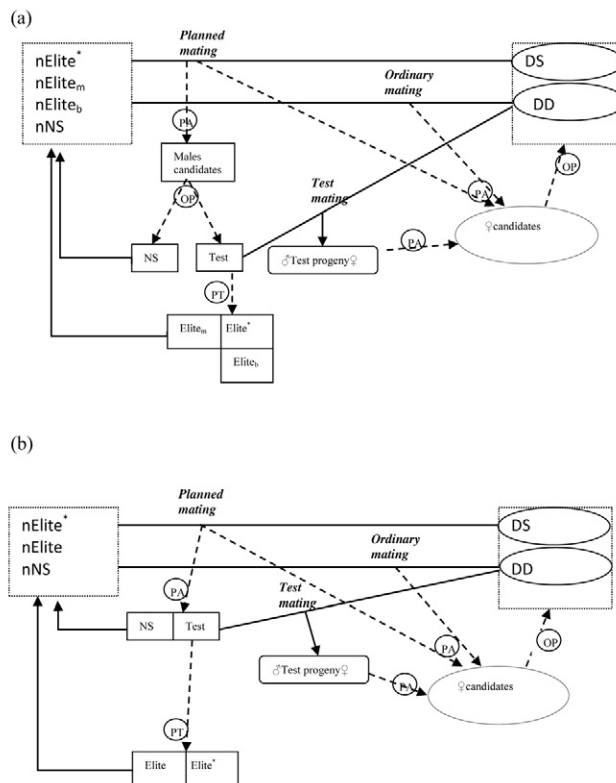 (a)
Planned
mating
nElite*
nElitem
nEliteb
nNS
DS
Ordinary
mating
DD
PA
Males
candidates
OP
Test
mating
PA
OP
♀candidates
NS
Test
♂Test progeny♀
PA
PT
Elitem
Elite*
Eliteb
(b)
Planned
mating
nElite*
nElite
nNS
DS
Ordinary
mating
DD
Test
mating
PA
NS
Test
PA
OP
♂Test progeny♀
PA
♀candidates
PT
Elite
Elite*